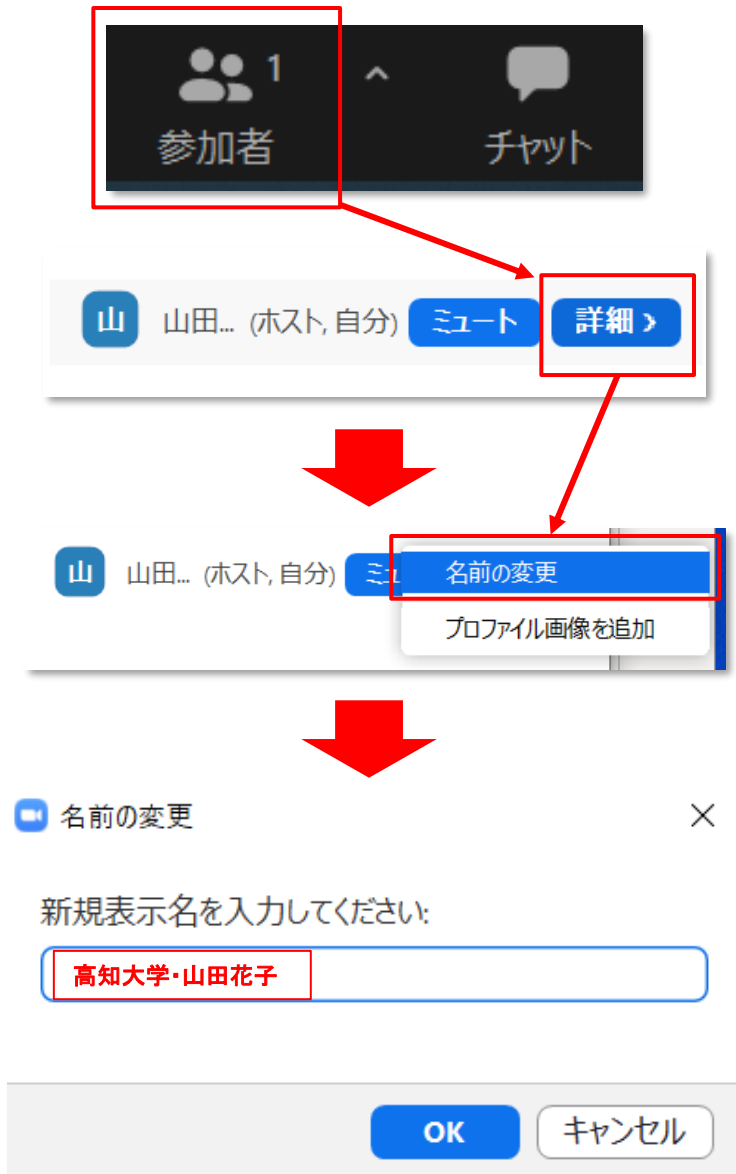 1
参加者
チャット
山
山田... (ホスト, 自分)
ミュート
詳細 >
山
山田... (ホスト, 自分)
ミュ
名前の変更
プロファイル画像を追加
名前の変更
新規表示名を入力してください:
高知大学・山田花子
OK
キャンセル